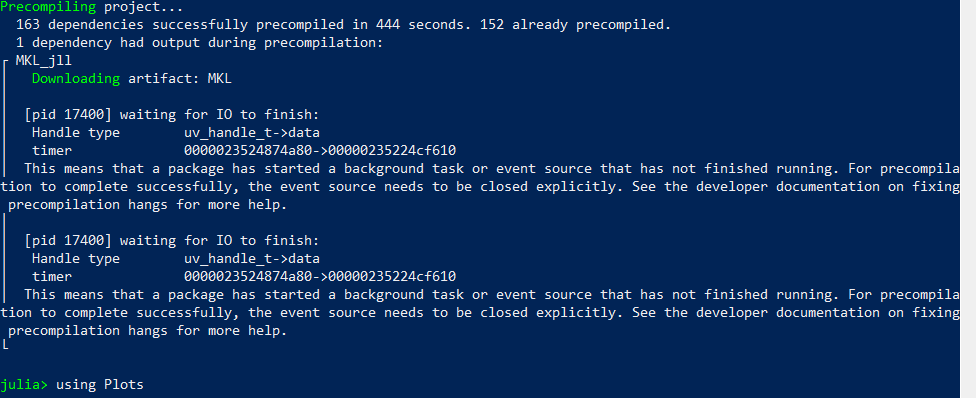 Precompiling project...
163 dependencies successfully precompiled in 444 seconds. 152 already precompiled.
1 dependency had output during precompilation:
┌ MKL_jll
│ Downloading artifact: MKL
│
│ [pid 17400] waiting for IO to finish:
│ Handle type uv_handle_t->data
│ timer 0000023524874a80->00000235224cf610
│ This means that a package has started a background task or event source that has not finished running. For precompila
tion to complete successfully, the event source needs to be closed explicitly. See the developer documentation on fixing
precompilation hangs for more help.
│
│ [pid 17400] waiting for IO to finish:
│ Handle type uv_handle_t->data
│ timer 0000023524874a80->00000235224cf610
│ This means that a package has started a background task or event source that has not finished running. For precompila
tion to complete successfully, the event source needs to be closed explicitly. See the developer documentation on fixing
precompilation hangs for more help.
└
julia> using Plots